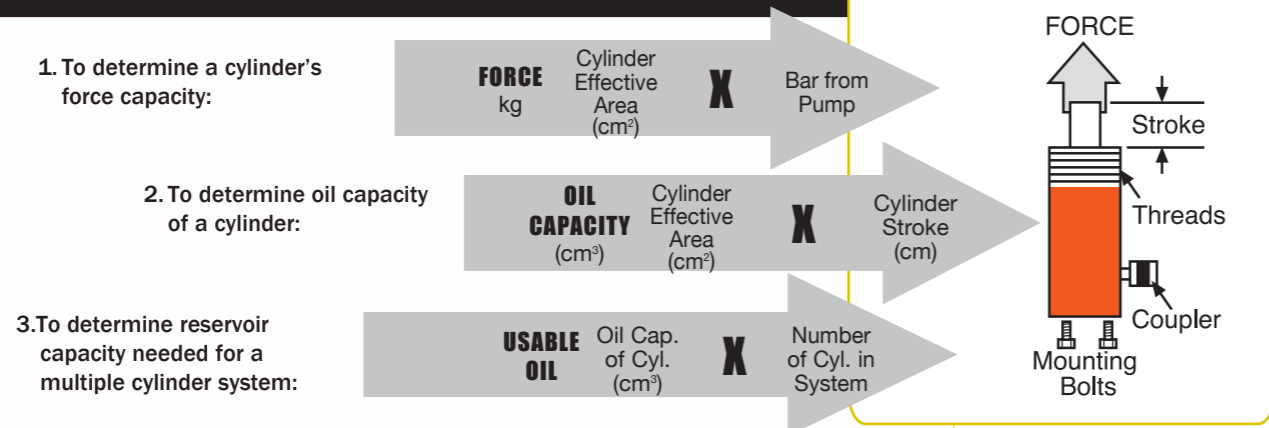 1. To determine a cylinder's
force capacity:
FORCE
kg
Cylinder
Effective
Area
(cm²)
X
Bar from
Pump
2. To determine oil capacity
of a cylinder:
OIL
CAPACITY
(cm³)
Cylinder
Effective
Area
(cm²)
X
Cylinder
Stroke
(cm)
3.To determine reservoir
capacity needed for a
multiple cylinder system:
USABLE
OIL
Oil Cap.
of Cyl.
(cm³)
X
Number
of Cyl. in
System
FORCE
Stroke
Threads
Coupler
Mounting
Bolts